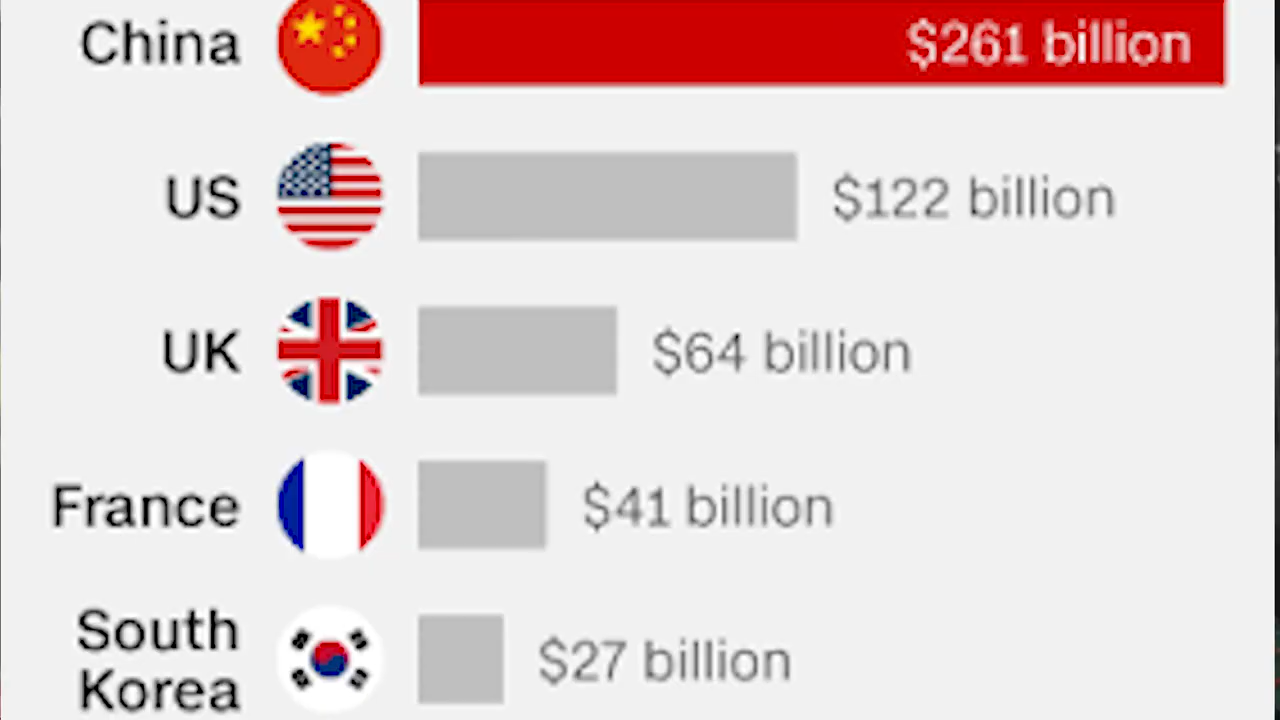 China $261 billion
US $122 billion
UK $64 billion
France $41 billion
South
Korea $27 billion